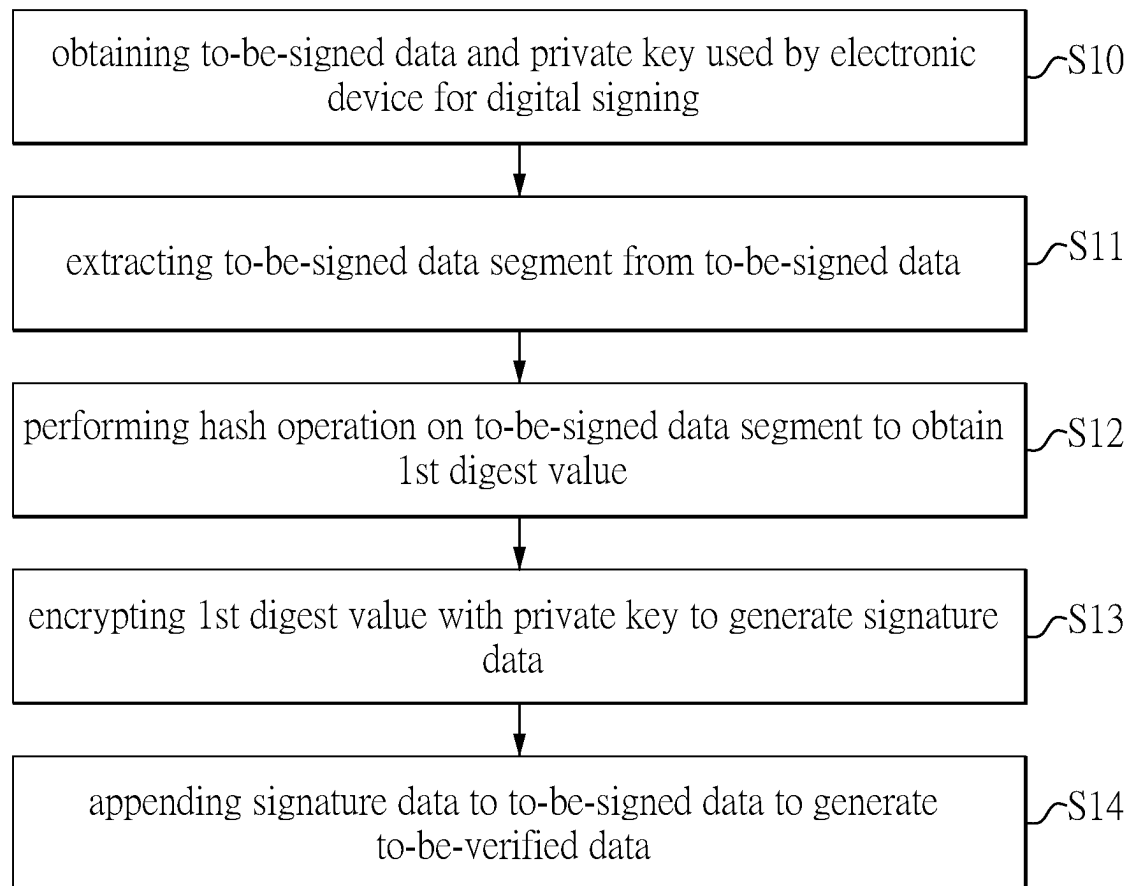 obtaining to-be-signed data and private key used by electronic
device for digital signing
S10
extracting to-be-signed data segment from to-be-signed data
S11
performing hash operation on to-be-signed data segment to obtain
1st digest value
S12
encrypting 1st digest value with private key to generate signature
data
S13
appending signature data to to-be-signed data to generate
to-be-verified data
S14